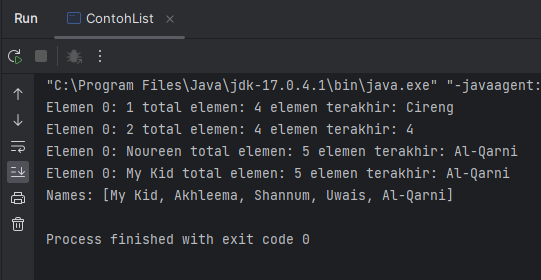 Run ContohList
"C:\Program Files\Java\jdk-17.0.4.1\bin\java.exe" "-javaagent:
Elemen 0: 1 total elemen: 4 elemen terakhir: Cireng
Elemen 0: 2 total elemen: 4 elemen terakhir: 4
Elemen 0: Noureen total elemen: 5 elemen terakhir: Al-Qarni
Elemen 0: My Kid total elemen: 5 elemen terakhir: Al-Qarni
Names: [My Kid, Akhleema, Shannum, Uwais, Al-Qarni]
Process finished with exit code 0